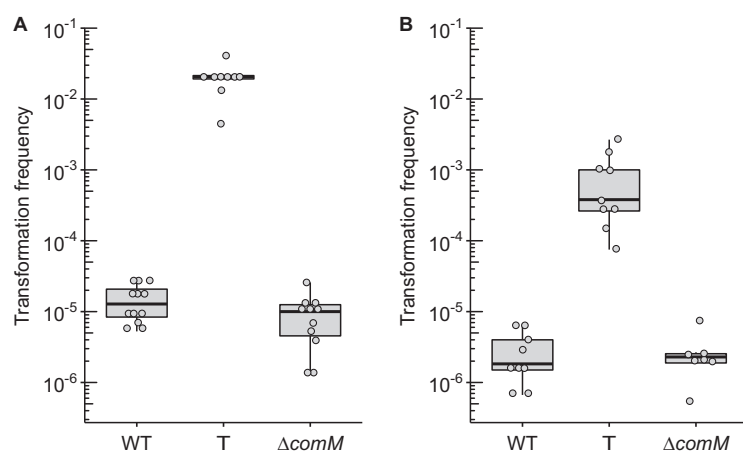 A
Transformation frequency
10⁻¹
10⁻²
10⁻³
10⁻⁴
10⁻⁵
10⁻⁶
WT T ΔcomM
B
Transformation frequency
10⁻¹
10⁻²
10⁻³
10⁻⁴
10⁻⁵
10⁻⁶
WT T ΔcomM